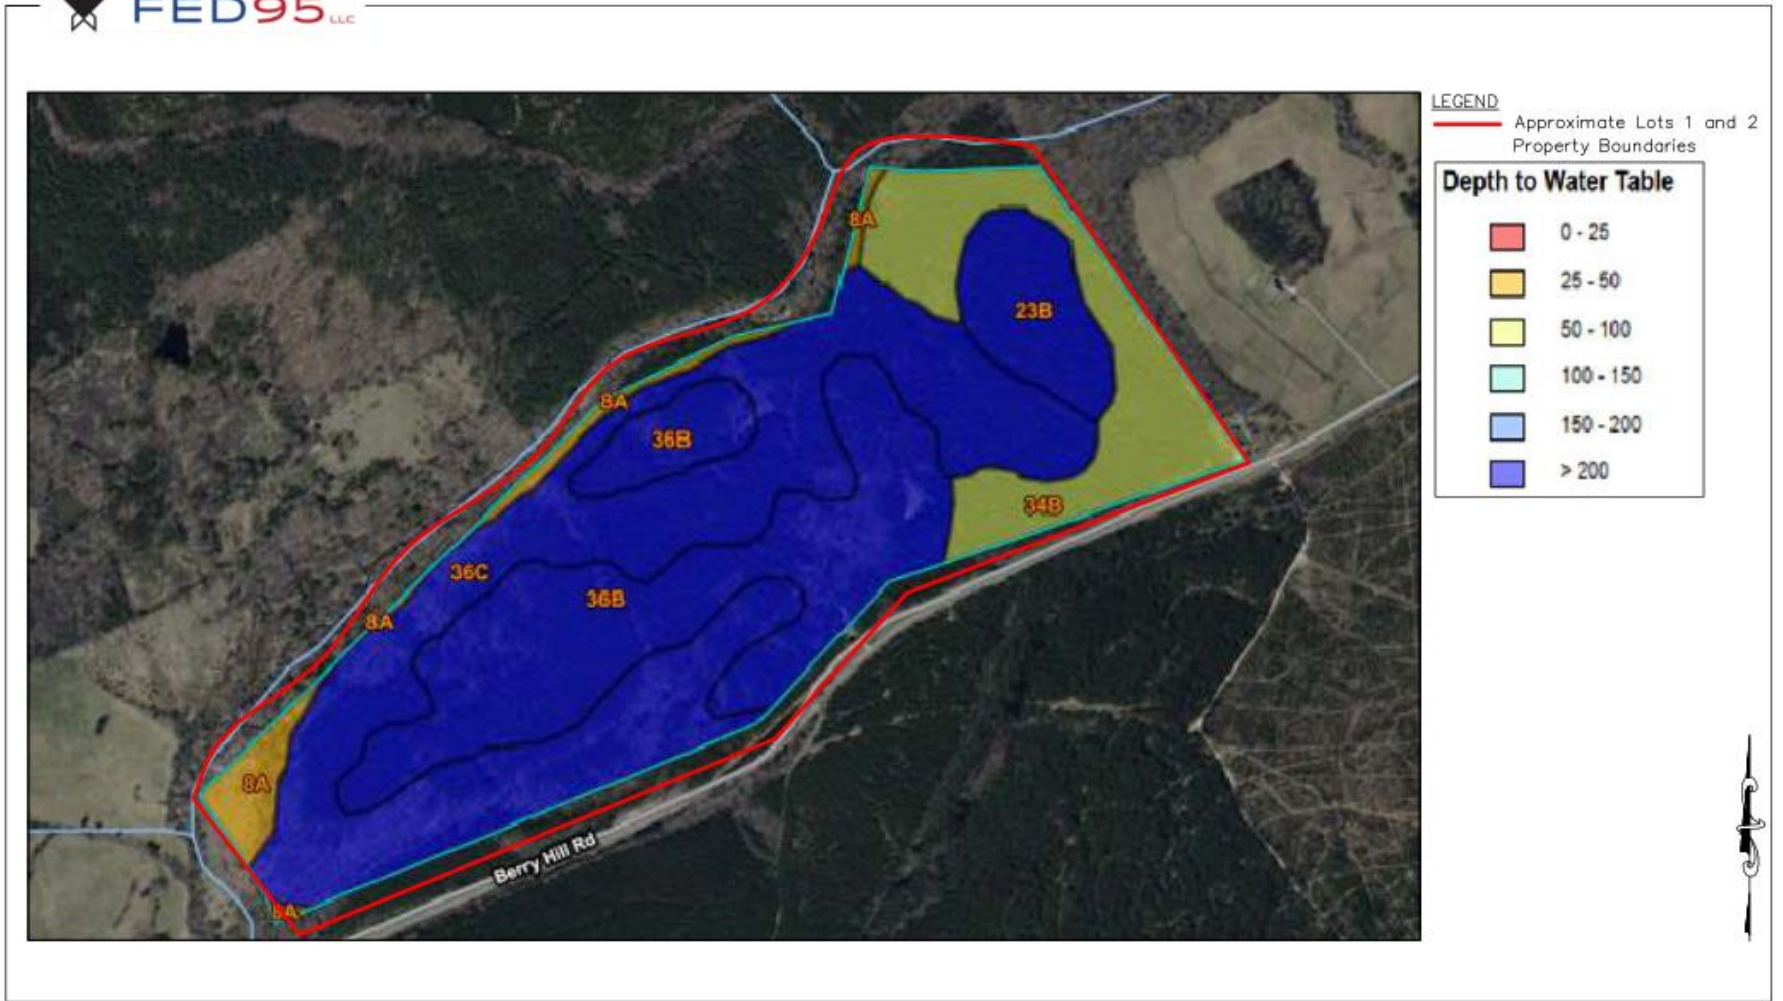 FED95 LLC
LEGEND
Approximate Lots 1 and 2
Property Boundaries
Depth to Water Table
0 - 25
25 - 50
50 - 100
100 - 150
150 - 200
> 200
8A
23B
8A
36B
34B
36C
36B
8A
8A
Berry Hill Rd
8A